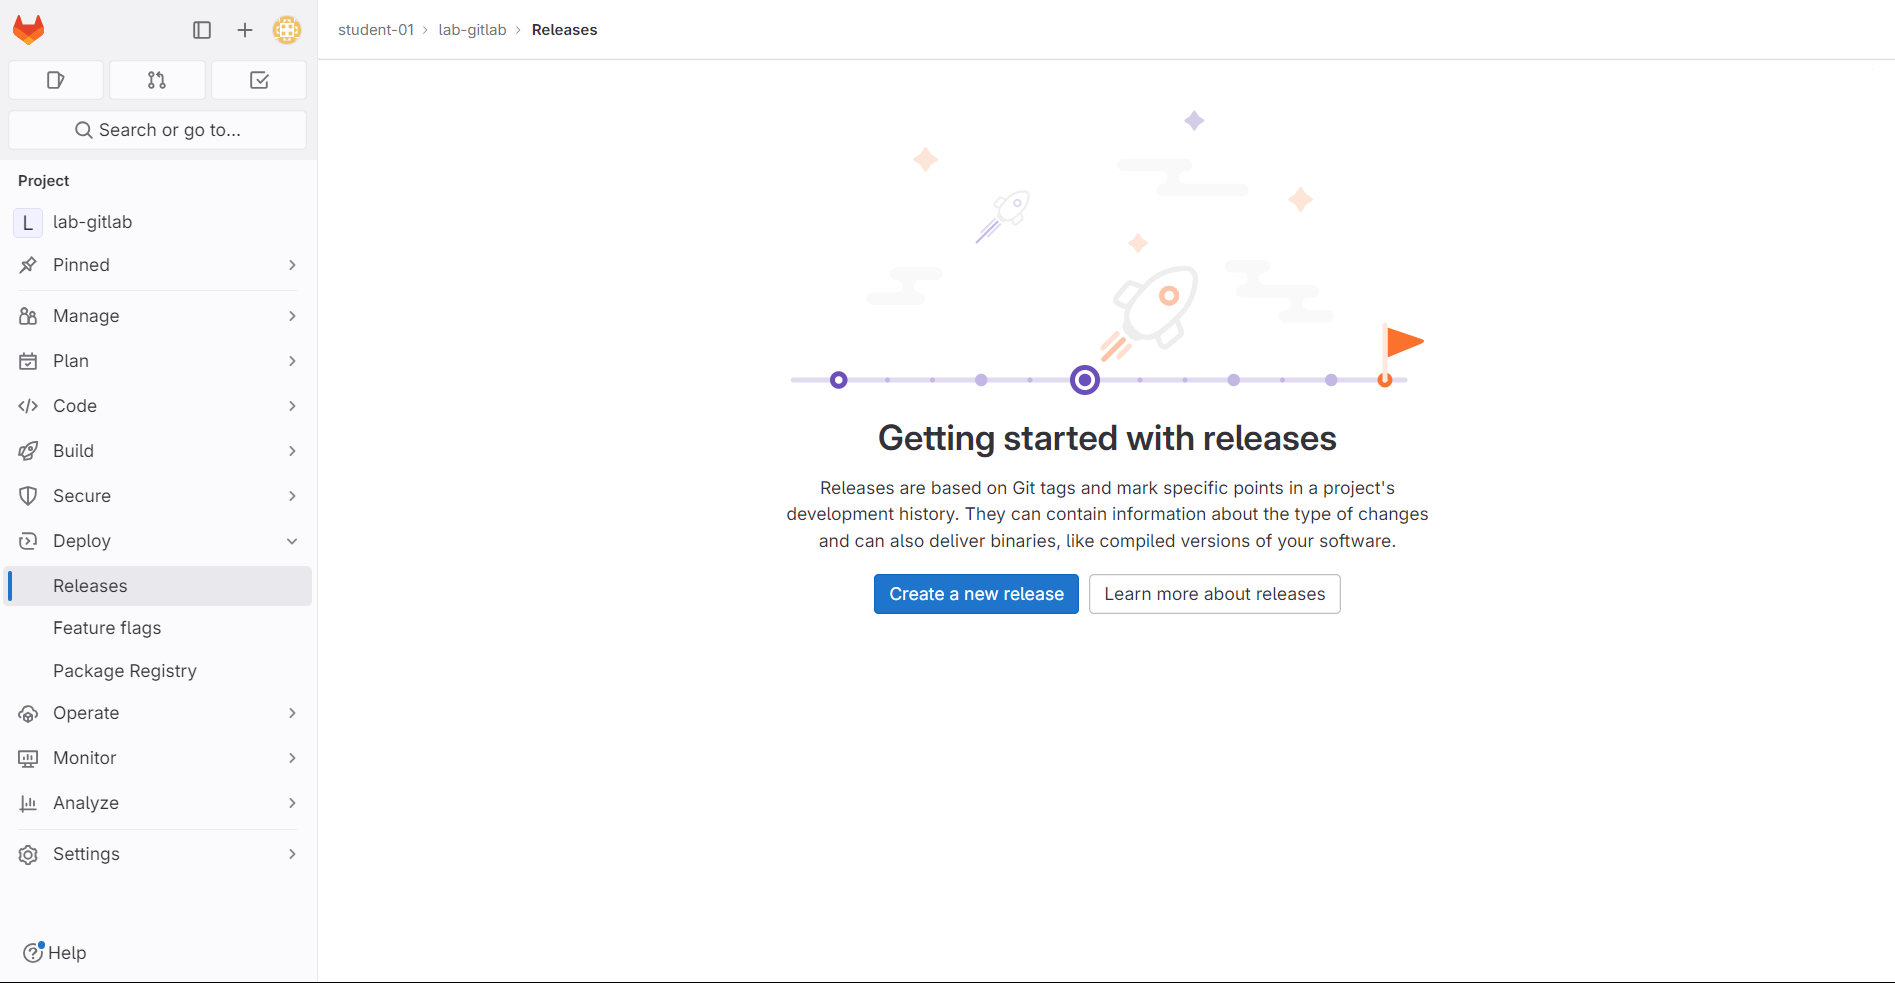 student-01 › lab-gitlab › Releases
Search or go to...
Project
L lab-gitlab
Pinned
Manage
Plan
Code
Build
Secure
Deploy
Releases
Feature flags
Package Registry
Operate
Monitor
Analyze
Settings
Help
Getting started with releases
Releases are based on Git tags and mark specific points in a project's
development history. They can contain information about the type of changes
and can also deliver binaries, like compiled versions of your software.
Create a new release
Learn more about releases